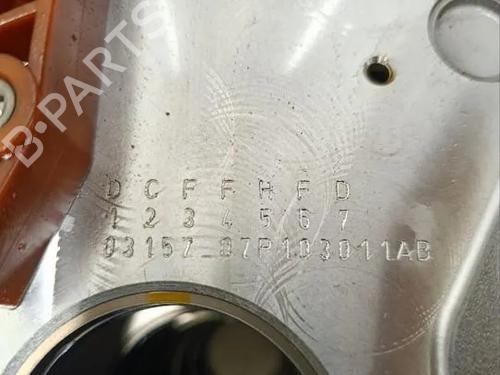 B-PARTS
D C F F H F D
1 2 3 4 5 6 7
03157_07P103011AB